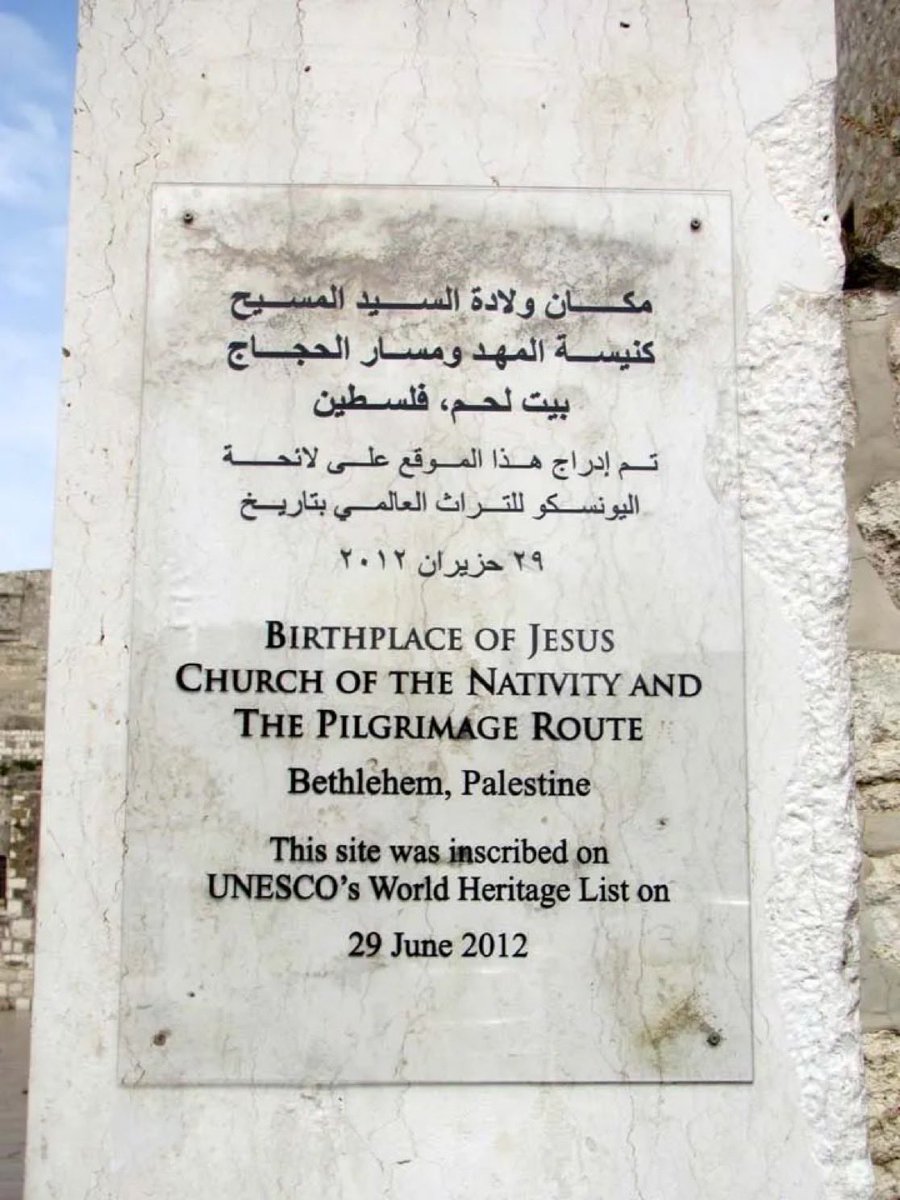 مكان ولادة السيد المسيح
كنيسة المهد ومسار الحجاج
بيت لحم، فلسطين
تم إدراج هذا الموقع على لائحة
اليونسكو للتراث العالمي بتاريخ
٢٩ حزيران ٢٠١٢
BIRTHPLACE OF JESUS
CHURCH OF THE NATIVITY AND
THE PILGRIMAGE ROUTE
Bethlehem, Palestine
This site was inscribed on
UNESCO's World Heritage List on
29 June 2012